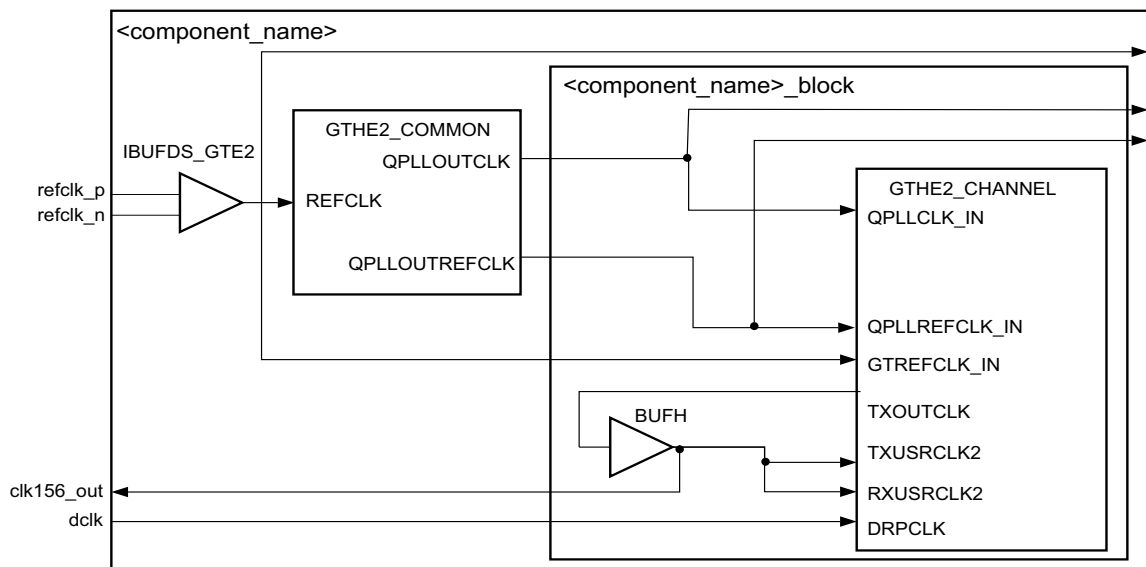 <component_name>
<component_name>_block
GTHE2_COMMON
IBUFDS_GTE2
QPLLOUTCLK
refclk_p
refclk_n
REFCLK
GTHE2_CHANNEL
QPLLCLK_IN
QPLLOUTREFCLK
QPLLREFCLK_IN
GTREFCLK_IN
BUFH
TXOUTCLK
TXUSRCLK2
clk156_out
RXUSRCLK2
dclk
DRPCLK